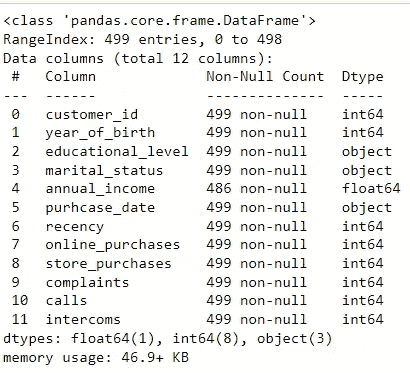 <class 'pandas.core.frame.DataFrame'>
RangeIndex: 499 entries, 0 to 498
Data columns (total 12 columns):
 #   Column            Non-Null Count  Dtype
---  ------            --------------  -----
 0   customer_id       499 non-null    int64
 1   year_of_birth     499 non-null    int64
 2   educational_level 499 non-null    object
 3   marital_status    499 non-null    object
 4   annual_income     486 non-null    float64
 5   purhcase_date     499 non-null    object
 6   recency           499 non-null    int64
 7   online_purchases  499 non-null    int64
 8   store_purchases   499 non-null    int64
 9   complaints        499 non-null    int64
 10  calls             499 non-null    int64
 11  intercoms         499 non-null    int64
dtypes: float64(1), int64(8), object(3)
memory usage: 46.9+ KB